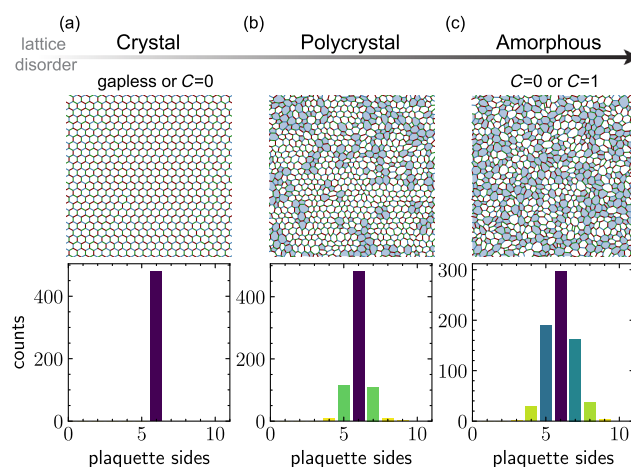 (a) (b) (c)
lattice disorder
Crystal Polycrystal Amorphous
gapless or C=0 C=0 or C=1
counts
400
200
0
0 5 10
plaquette sides
400
200
0
0 5 10
plaquette sides
300
200
100
0
0 5 10
plaquette sides